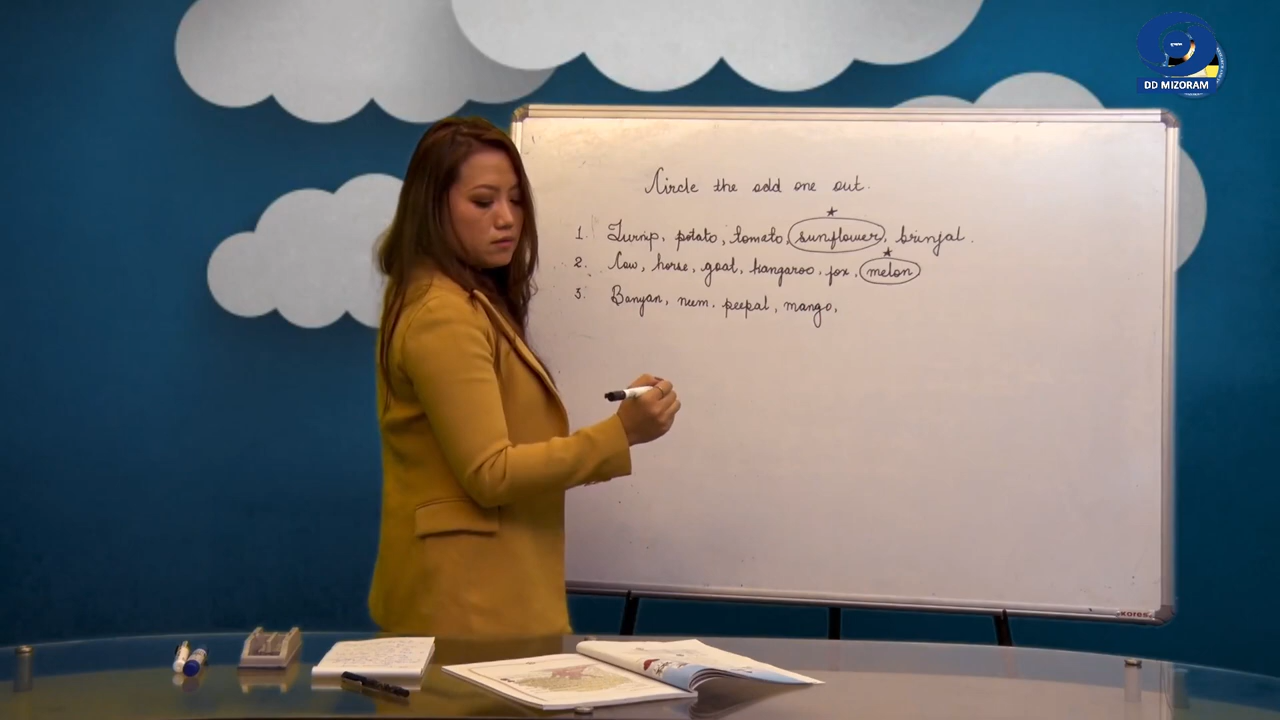 DD MIZORAM
Circle the odd one out.
1. Turnip, potato, tomato, sunflower, brinjal.
2. Cow, horse, goat, kangaroo, fox, melon
3. Banyan, neem. peepal, mango,
kores